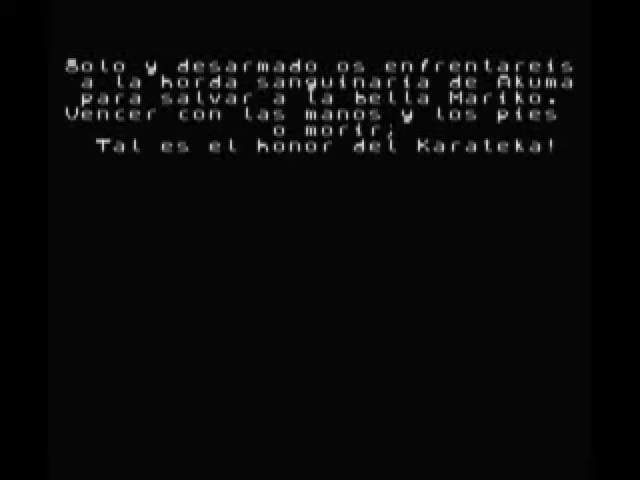 Solo y desarmado os enfrentareis
a la horda sanguinaria de Akuma
para salvar a la bella Mariko.
Vencer con las manos y los pies
o morir;
Tal es el honor del Karateka!